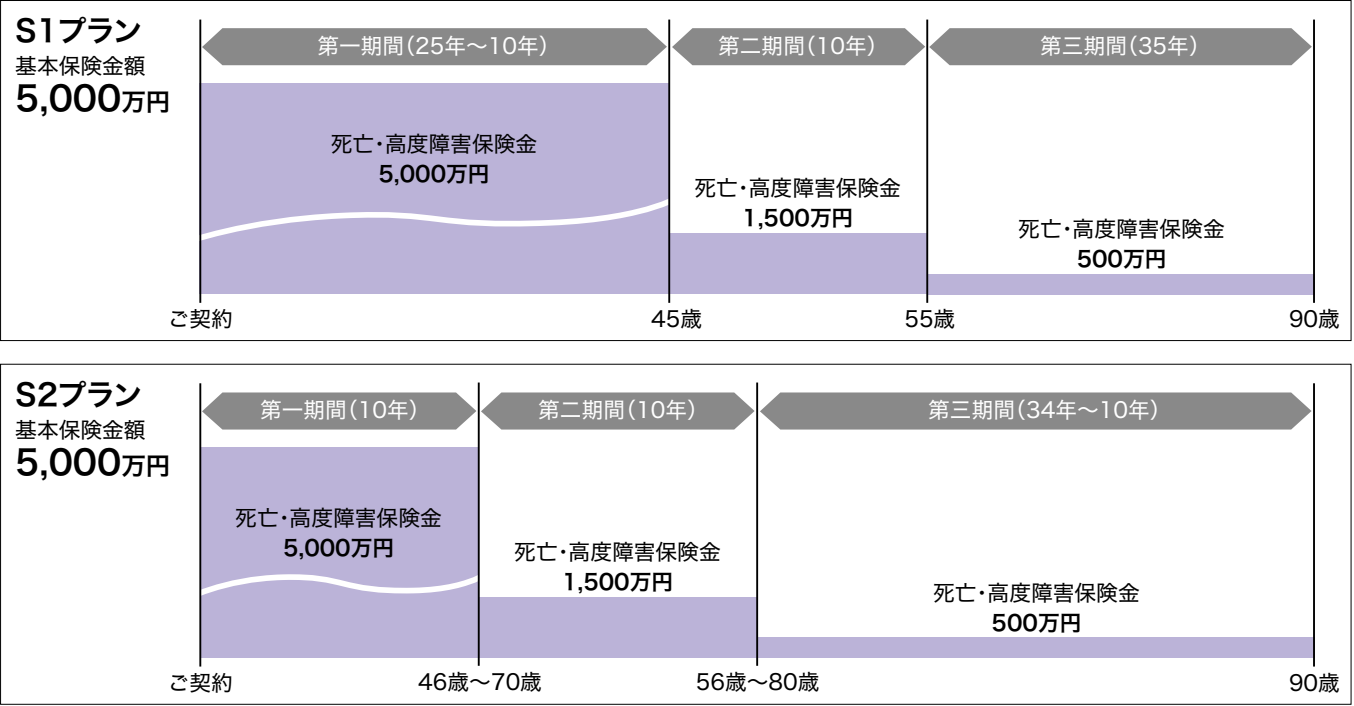 S1プラン
基本保険金額
5,000万円
第一期間(25年〜10年)
第二期間(10年)
第三期間(35年)
死亡・高度障害保険金
5,000万円
死亡・高度障害保険金
1,500万円
死亡・高度障害保険金
500万円
ご契約
45歳
55歳
90歳
S2プラン
基本保険金額
5,000万円
第一期間(10年)
第二期間(10年)
第三期間(34年〜10年)
死亡・高度障害保険金
5,000万円
死亡・高度障害保険金
1,500万円
死亡・高度障害保険金
500万円
ご契約
46歳〜70歳
56歳〜80歳
90歳